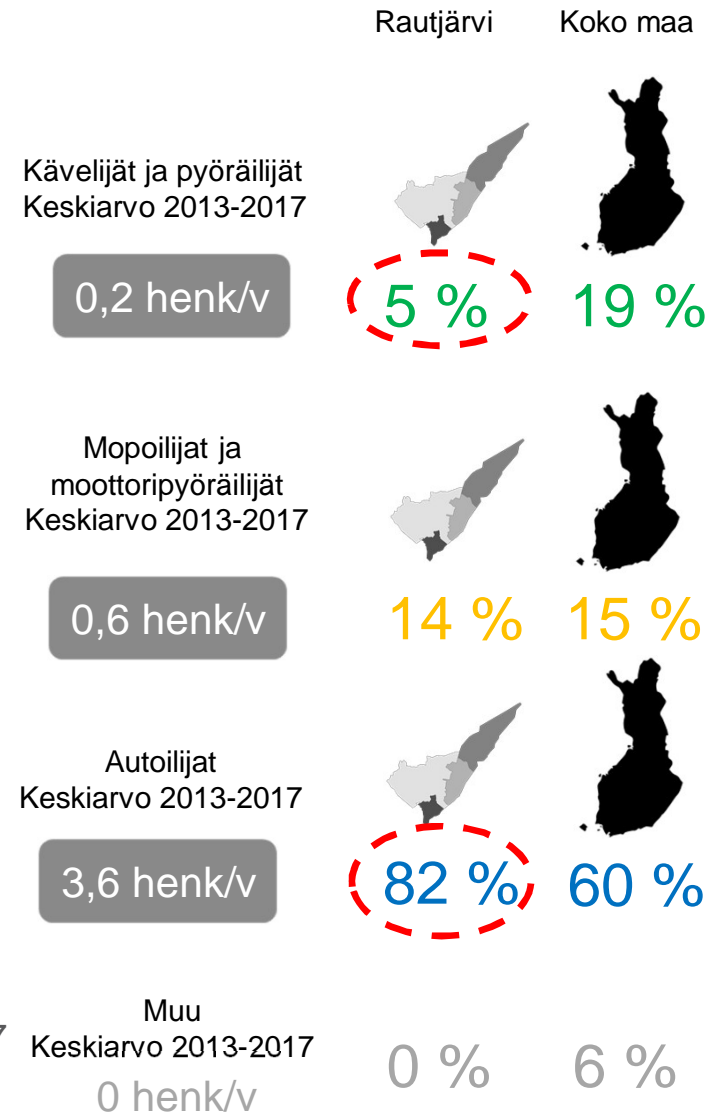 Rautjärvi Koko maa
Kävelijät ja pyöräilijät
Keskiarvo 2013-2017
0,2 henk/v 5 % 19 %
Mopoilijat ja
moottoripyöräilijät
Keskiarvo 2013-2017
0,6 henk/v 14 % 15 %
Autoilijat
Keskiarvo 2013-2017
3,6 henk/v 82 % 60 %
Muu
7 Keskiarvo 2013-2017
0 henk/v 0 % 6 %